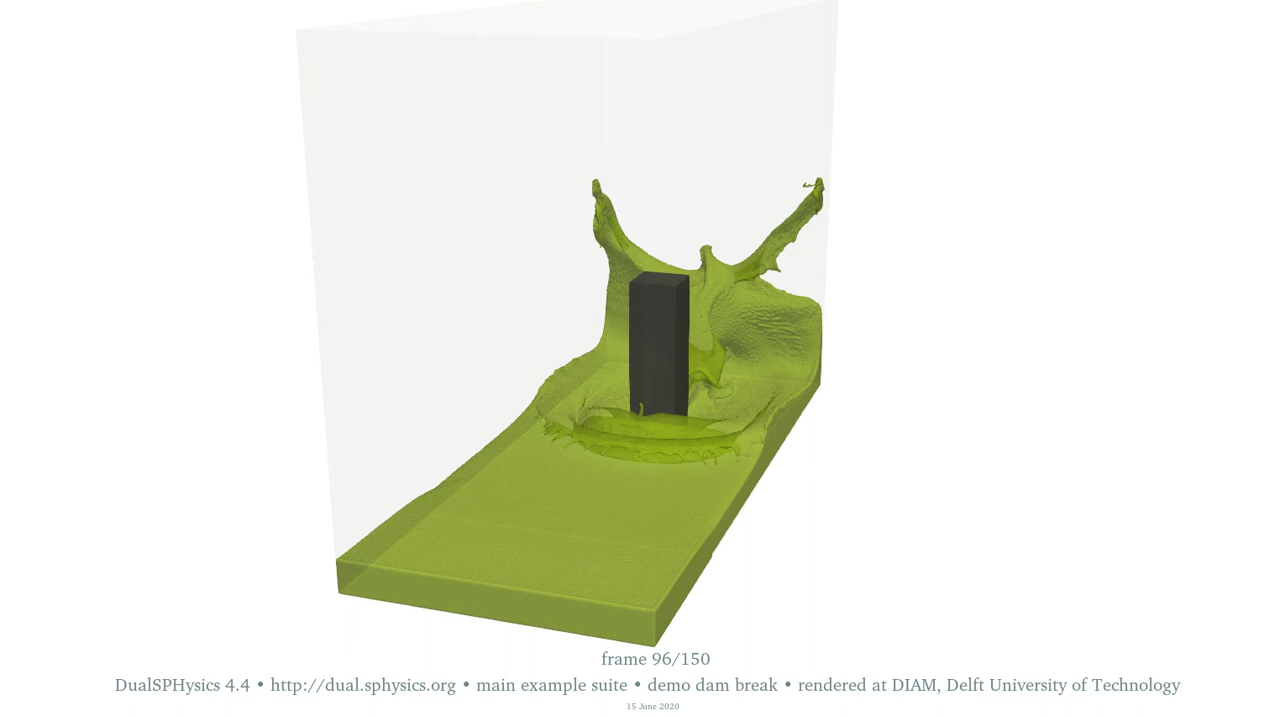 frame 96/150
DualSPHysics 4.4 • http://dual.sphysics.org • main example suite • demo dam break • rendered at DIAM, Delft University of Technology
15 June 2020